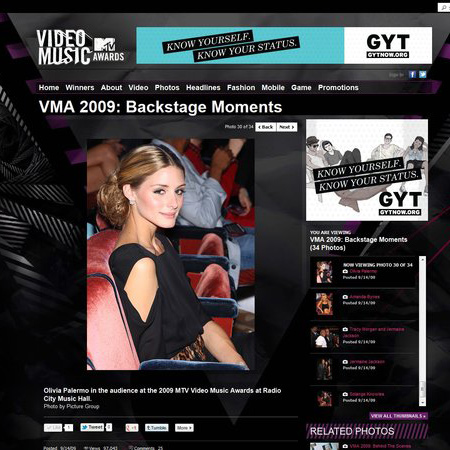 VIDEO
MUSIC
AWARDS
KNOW YOURSELF.
KNOW YOUR STATUS.
GYT
GYTNOW.ORG
Sign in
Home Winners About Video Photos Headlines Fashion Mobile Game Promotions
VMA 2009: Backstage Moments
Photo 30 of 34 Back Next
KNOW YOURSELF.
KNOW YOUR STATUS.
GYT
GYTNOW.ORG
YOU ARE VIEWING
VMA 2009: Backstage Moments
(34 Photos)
NOW VIEWING PHOTO 30 OF 34
Olivia Palermo
Posted 9/14/09
Amanda Bynes
Posted 9/14/09
Tracy Morgan and Jermaine
Jackson
Posted 9/14/09
Jermaine Jackson
Posted 9/14/09
Solange Knowles
Posted 9/14/09
Olivia Palermo in the audience at the 2009 MTV Video Music Awards at Radio
City Music Hall.
Photo by Picture Group
Tweet 0 Tumblr. More
VIEW ALL THUMBNAILS »
RELATED PHOTOS
Posted 9/14/09 Views 97,043 Comments 25
VMA 2009: Behind The Scenes